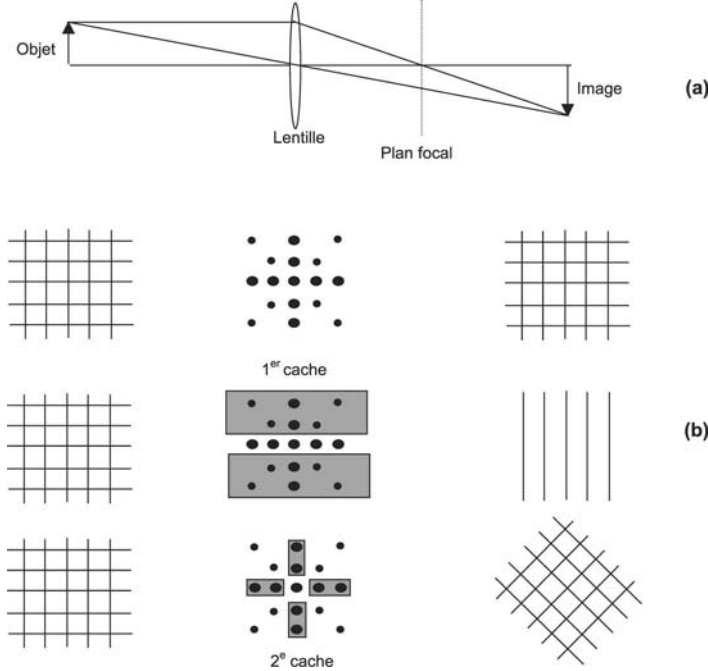 Objet
Image
(a)
Lentille
Plan focal
1er cache
(b)
2e cache